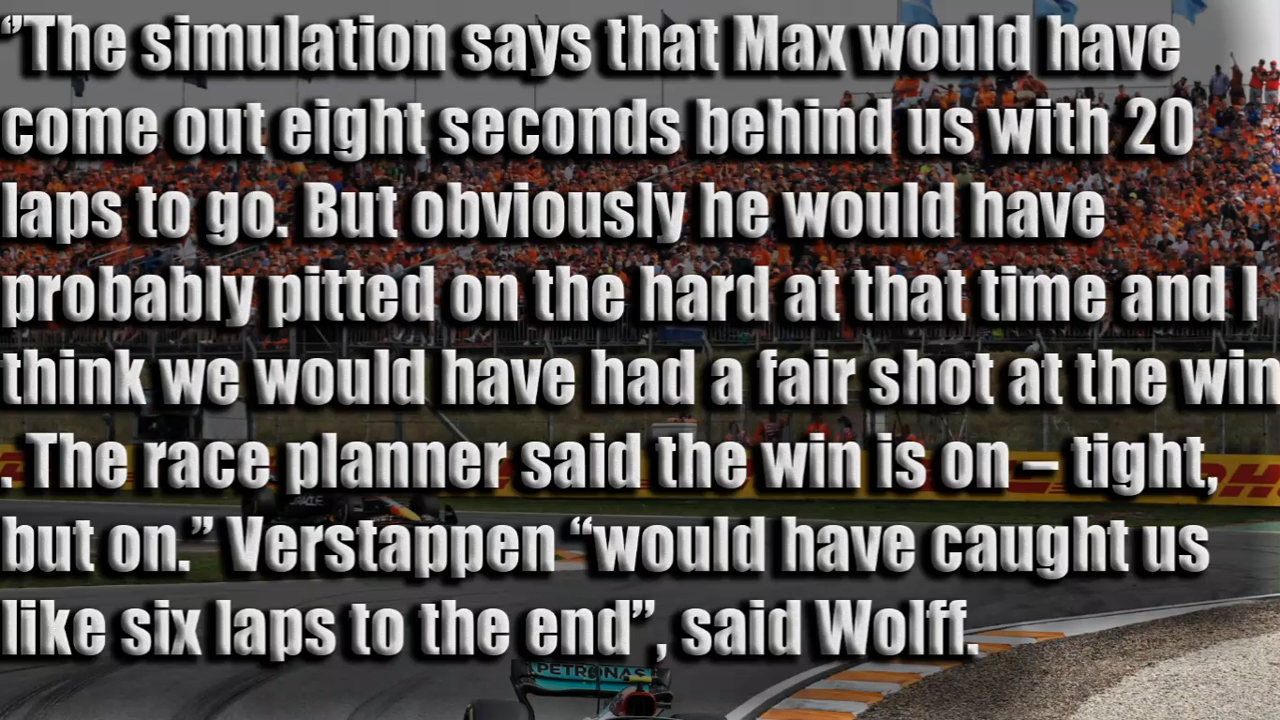 “The simulation says that Max would have
come out eight seconds behind us with 20
laps to go. But obviously he would have
probably pitted on the hard at that time and I
think we would have had a fair shot at the win
. The race planner said the win is on – tight,
but on.” Verstappen “would have caught us
like six laps to the end”, said Wolff.
DHL
ORACLE
PETRONAS